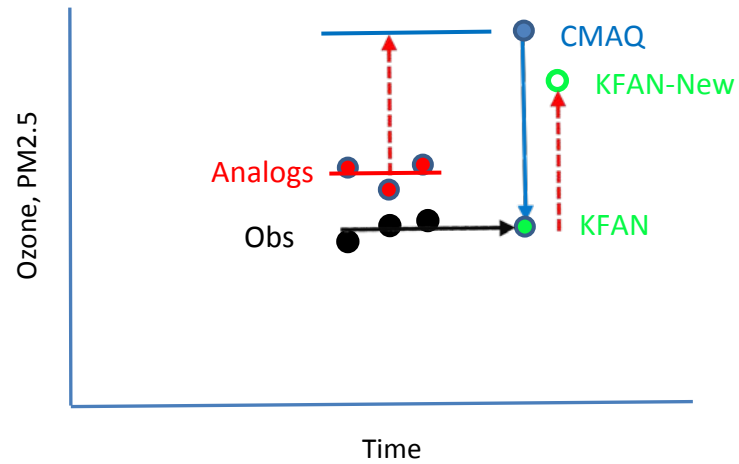 CMAQ
KFAN-New
Analogs
Obs
KFAN
Ozone, PM2.5
Time